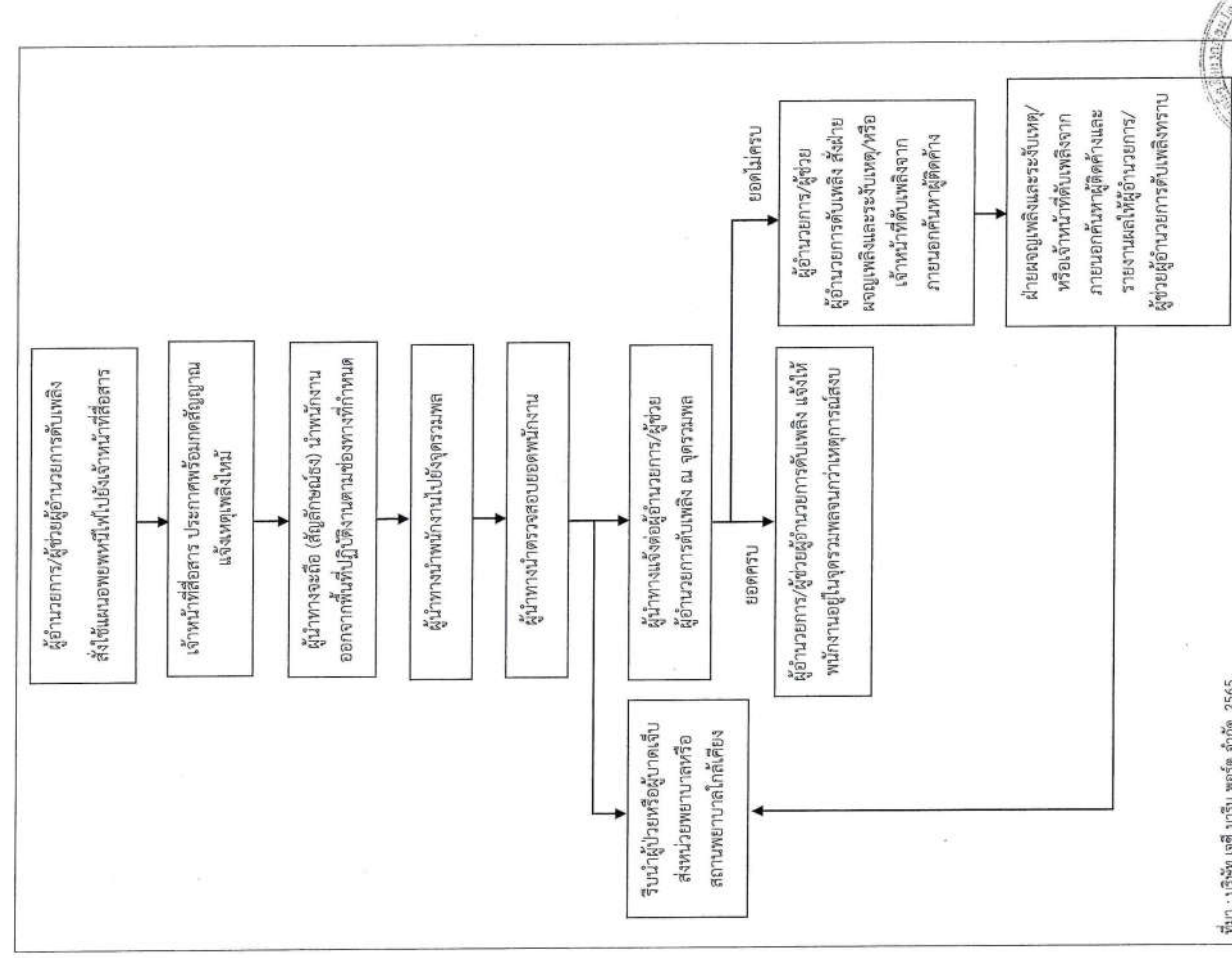 ผู้อำนวยการ/ผู้ช่วยผู้อำนวยการดับเพลิง
สั่งใช้แผนอพยพหนีไฟไปยังเจ้าหน้าที่สื่อสาร
เจ้าหน้าที่สื่อสาร ประกาศพร้อมกดสัญญาณ
แจ้งเหตุเพลิงไหม้
ผู้นำทางจะถือ (สัญลักษณ์ธง) นำพนักงาน
ออกจากพื้นที่ปฏิบัติงานตามช่องทางที่กำหนด
ผู้นำทางนำพนักงานไปยังจุดรวมพล
ผู้นำทางนำตรวจสอบยอดพนักงาน
รีบนำผู้ป่วยหรือผู้บาดเจ็บ
ส่งหน่วยพยาบาลหรือ
สถานพยาบาลใกล้เคียง
ผู้นำทางแจ้งต่อผู้อำนวยการ/ผู้ช่วย
ผู้อำนวยการดับเพลิง ณ จุดรวมพล
ยอดครบ
ยอดไม่ครบ
ผู้อำนวยการ/ผู้ช่วยผู้อำนวยการดับเพลิง แจ้งให้
พนักงานอยู่ในจุดรวมพลจนกว่าเหตุการณ์สงบ
ผู้อำนวยการ/ผู้ช่วย
ผู้อำนวยการดับเพลิง สั่งฝ่าย
ผจญเพลิงและระงับเหตุ/หรือ
เจ้าหน้าที่ดับเพลิงจาก
ภายนอกค้นหาผู้ติดค้าง
ฝ่ายผจญเพลิงและระงับเหตุ/
หรือเจ้าหน้าที่ดับเพลิงจาก
ภายนอกค้นหาผู้ติดค้างและ
รายงานผลให้ผู้อำนวยการ/
ผู้ช่วยผู้อำนวยการดับเพลิงทราบ
ที่มา : บริษัท เจซี มารีน พอร์ต จำกัด, 2565